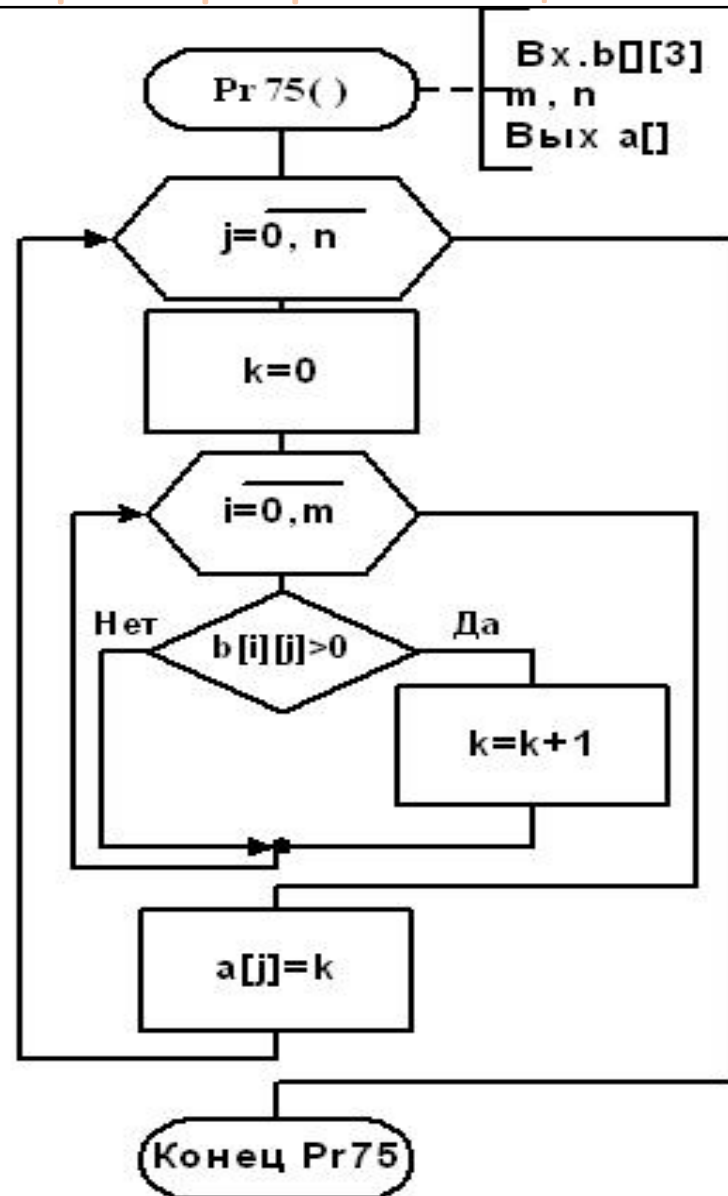 Pr 75( )
Вх.b[][3]
m, n
Вых a[]
j=0, n
k=0
i=0,m
Нет
b[i][j]>0
Да
k=k+1
a[j]=k
Конец Pr75